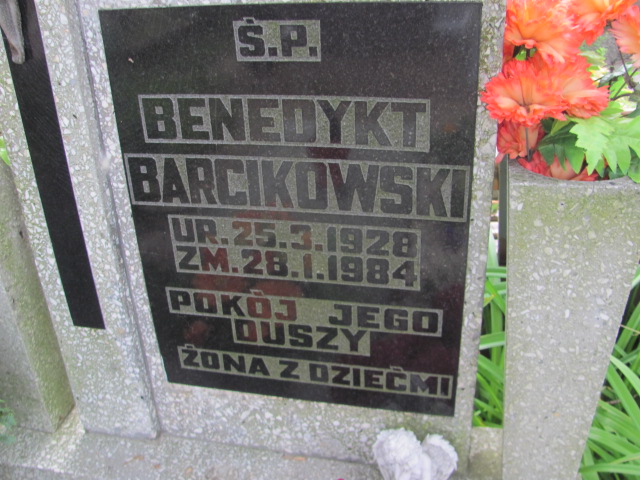 Ś.P.
BENEDYKT
BARCIKOWSKI
UR. 25.3.1928
ZM. 28.1.1984
POKÓJ JEGO
DUSZY
ŻONA Z DZIEĆMI